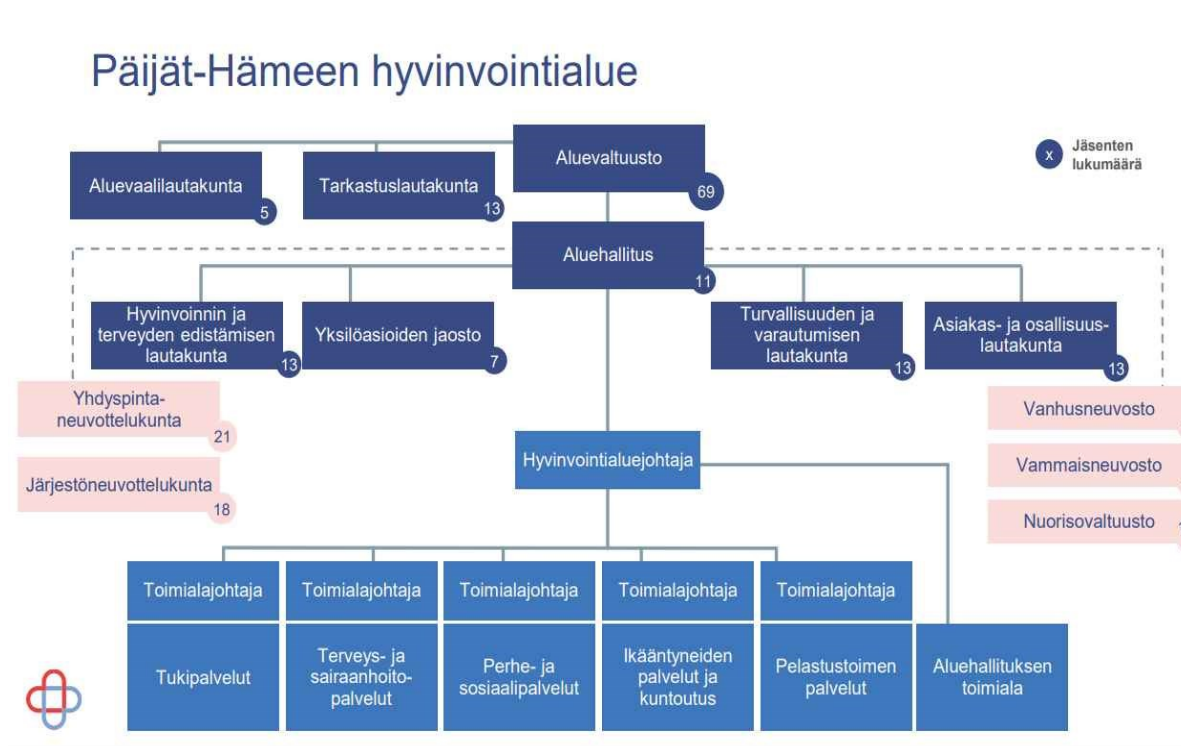 Päijät-Hämeen hyvinvointialue
Aluevaltuusto
69
x
Jäsenten
lukumäärä
Aluevaalilautakunta
5
Tarkastuslautakunta
13
Aluehallitus
11
Hyvinvoinnin ja
terveyden edistämisen
lautakunta
13
Yksilöasioiden jaosto
7
Turvallisuuden ja
varautumisen
lautakunta
13
Asiakas- ja osallisuus-
lautakunta
13
Yhdyspinta-
neuvottelukunta
21
Järjestöneuvottelukunta
18
Vanhusneuvosto
Vammaisneuvosto
Nuorisovaltuusto
Hyvinvointialuejohtaja
Toimialajohtaja
Toimialajohtaja
Toimialajohtaja
Toimialajohtaja
Toimialajohtaja
Tukipalvelut
Terveys- ja
sairaanhoito-
palvelut
Perhe- ja
sosiaalipalvelut
Ikääntyneiden
palvelut ja
kuntoutus
Pelastustoimen
palvelut
Aluehallituksen
toimiala